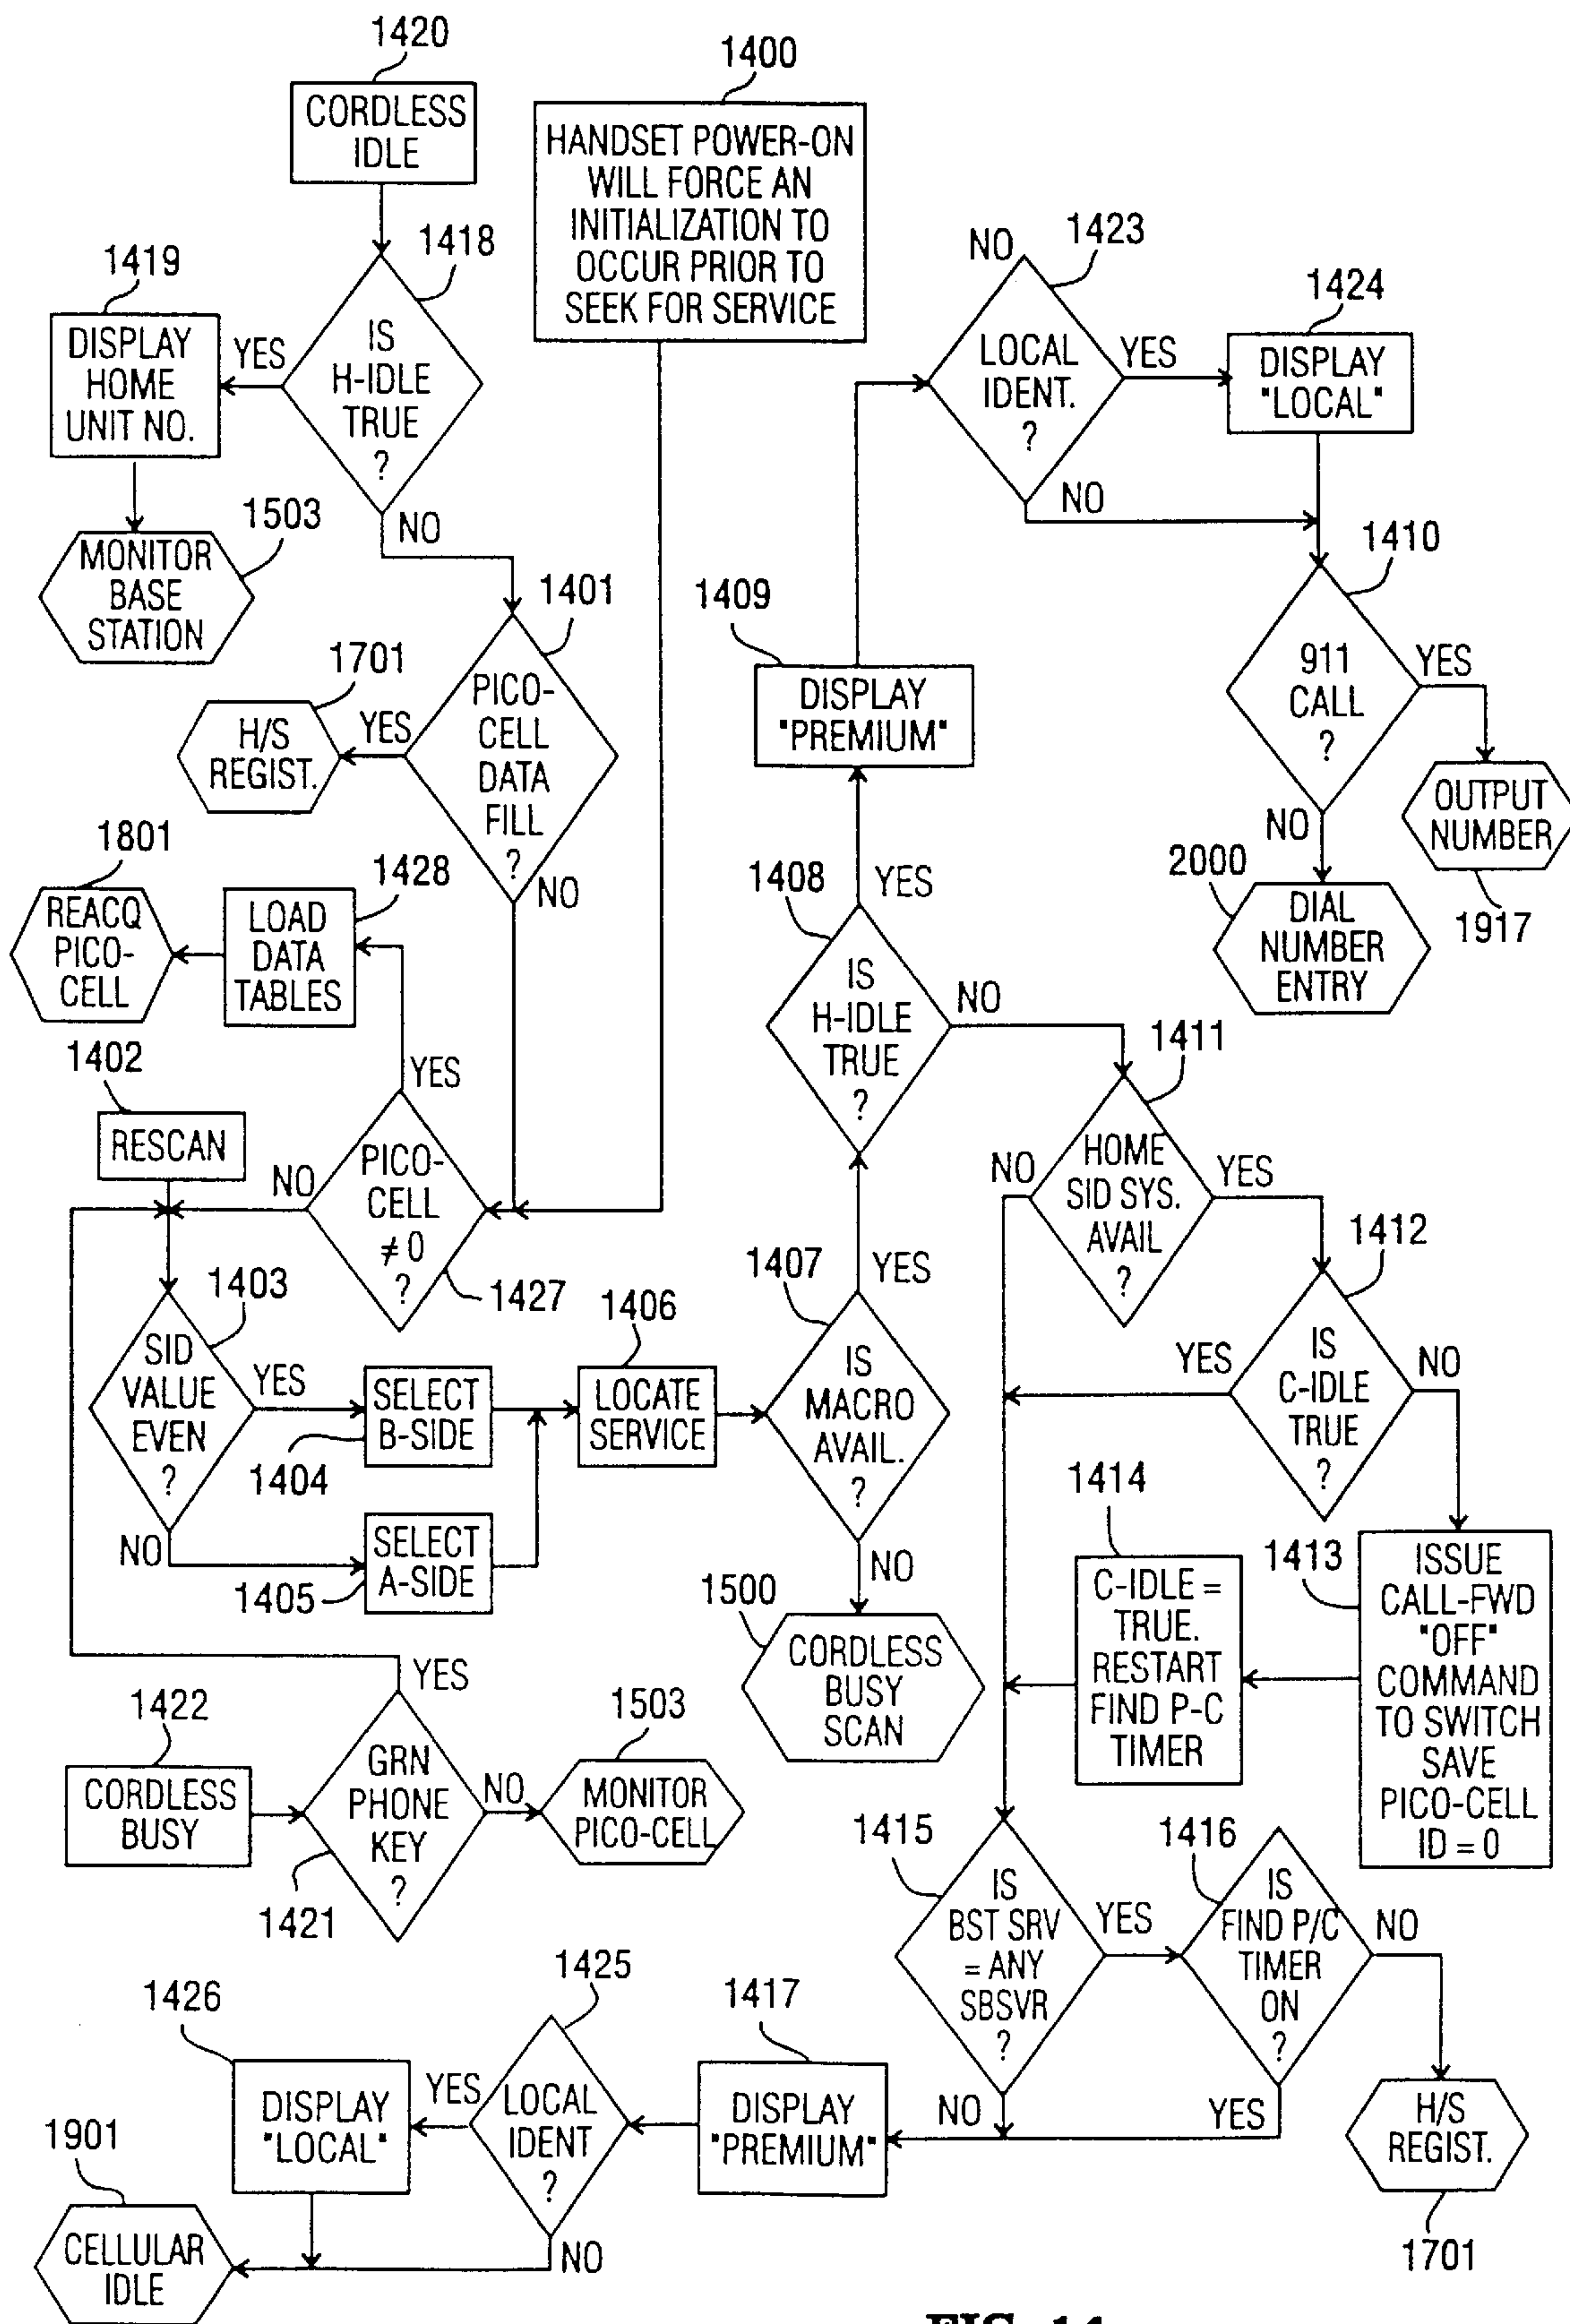 1420
CORDLESS
IDLE
1400
HANDSET POWER-ON
WILL FORCE AN
INITIALIZATION TO
OCCUR PRIOR TO
SEEK FOR SERVICE
1418
IS
H-IDLE
TRUE
?
YES
NO
1419
DISPLAY
HOME
UNIT NO.
1503
MONITOR
BASE
STATION
1401
PICO-
CELL
DATA
FILL
?
YES
NO
1701
H/S
REGIST.
1801
REACQ
PICO-
CELL
1428
LOAD
DATA
TABLES
YES
1402
RESCAN
NO
PICO-
CELL
≠ 0
?
1427
1403
SID
VALUE
EVEN
?
YES
NO
SELECT
B-SIDE
1404
SELECT
A-SIDE
1405
1406
LOCATE
SERVICE
1407
IS
MACRO
AVAIL.
?
YES
NO
1500
CORDLESS
BUSY
SCAN
1408
IS
H-IDLE
TRUE
?
YES
NO
1409
DISPLAY
"PREMIUM"
NO
1423
LOCAL
IDENT.
?
YES
NO
1424
DISPLAY
"LOCAL"
1410
911
CALL
?
YES
NO
OUTPUT
NUMBER
1917
2000
DIAL
NUMBER
ENTRY
1411
HOME
SID SYS.
AVAIL
?
NO
YES
1412
IS
C-IDLE
TRUE
?
YES
NO
1413
ISSUE
CALL-FWD
"OFF"
COMMAND
TO SWITCH
SAVE
PICO-CELL
ID = 0
1414
C-IDLE =
TRUE.
RESTART
FIND P-C
TIMER
1422
CORDLESS
BUSY
YES
GRN
PHONE
KEY
?
1421
NO
1503
MONITOR
PICO-CELL
1415
IS
BST SRV
= ANY
SBSVR
?
YES
NO
1416
IS
FIND P/C
TIMER
ON
?
NO
YES
H/S
REGIST.
1701
1417
DISPLAY
"PREMIUM"
1425
LOCAL
IDENT
?
YES
NO
1426
DISPLAY
"LOCAL"
1901
CELLULAR
IDLE